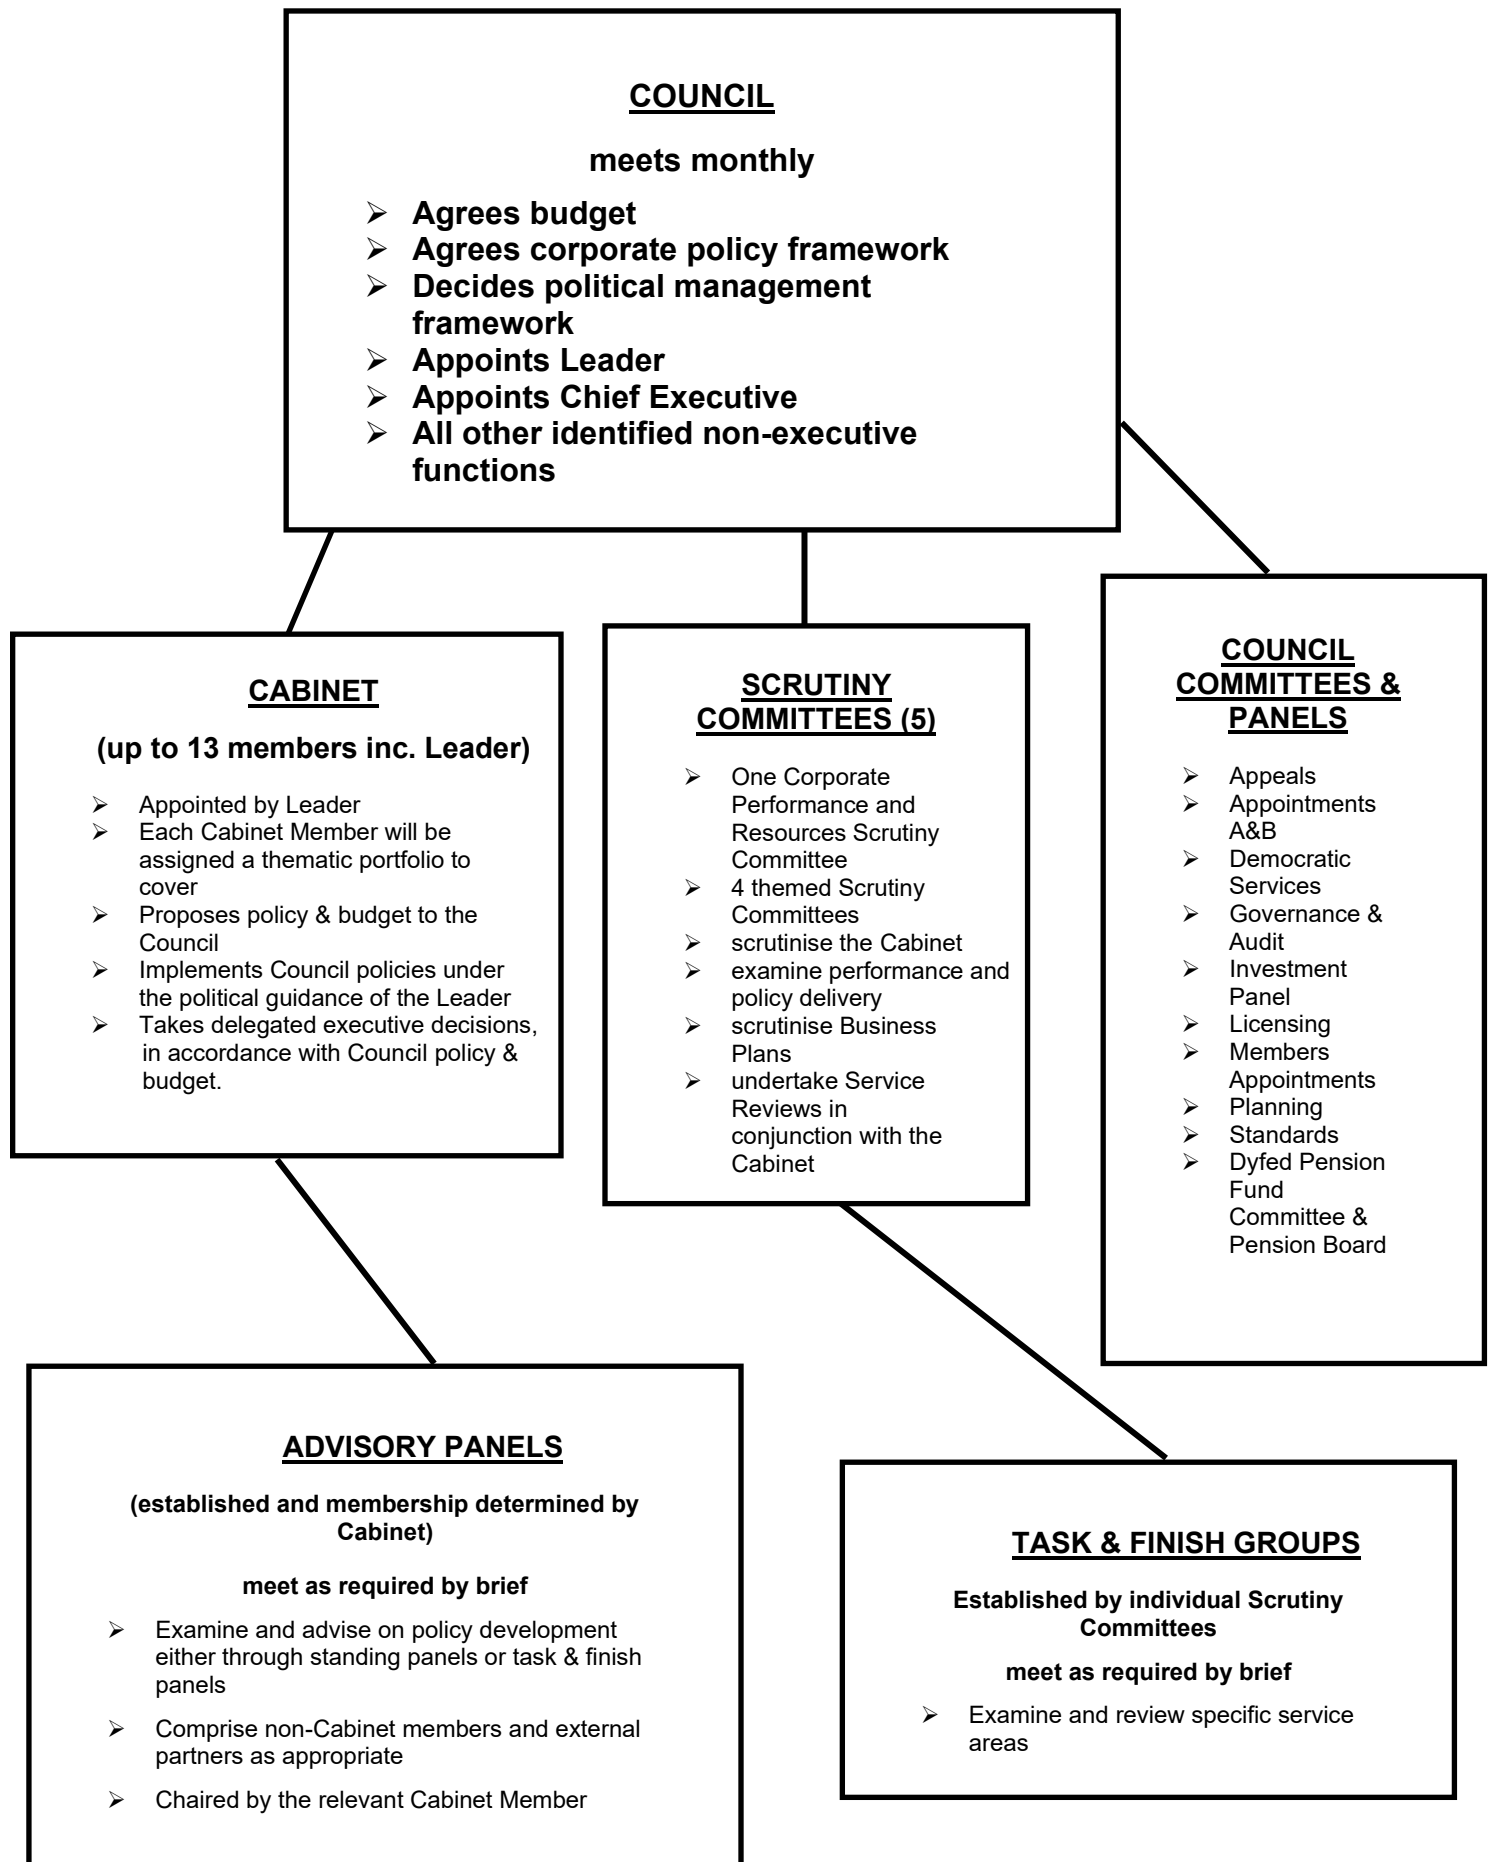 COUNCIL
meets monthly
➢ Agrees budget
➢ Agrees corporate policy framework
➢ Decides political management
framework
➢ Appoints Leader
➢ Appoints Chief Executive
➢ All other identified non-executive
functions
CABINET
(up to 13 members inc. Leader)
➢ Appointed by Leader
➢ Each Cabinet Member will be
assigned a thematic portfolio to
cover
➢ Proposes policy & budget to the
Council
➢ Implements Council policies under
the political guidance of the Leader
➢ Takes delegated executive decisions,
in accordance with Council policy &
budget.
SCRUTINY
COMMITTEES (5)
➢ One Corporate
Performance and
Resources Scrutiny
Committee
➢ 4 themed Scrutiny
Committees
➢ scrutinise the Cabinet
➢ examine performance and
policy delivery
➢ scrutinise Business
Plans
➢ undertake Service
Reviews in
conjunction with the
Cabinet
COUNCIL
COMMITTEES &
PANELS
➢ Appeals
➢ Appointments
A&B
➢ Democratic
Services
➢ Governance &
Audit
➢ Investment
Panel
➢ Licensing
➢ Members
Appointments
➢ Planning
➢ Standards
➢ Dyfed Pension
Fund
Committee &
Pension Board
ADVISORY PANELS
(established and membership determined by
Cabinet)
meet as required by brief
➢ Examine and advise on policy development
either through standing panels or task & finish
panels
➢ Comprise non-Cabinet members and external
partners as appropriate
➢ Chaired by the relevant Cabinet Member
TASK & FINISH GROUPS
Established by individual Scrutiny
Committees
meet as required by brief
➢ Examine and review specific service
areas